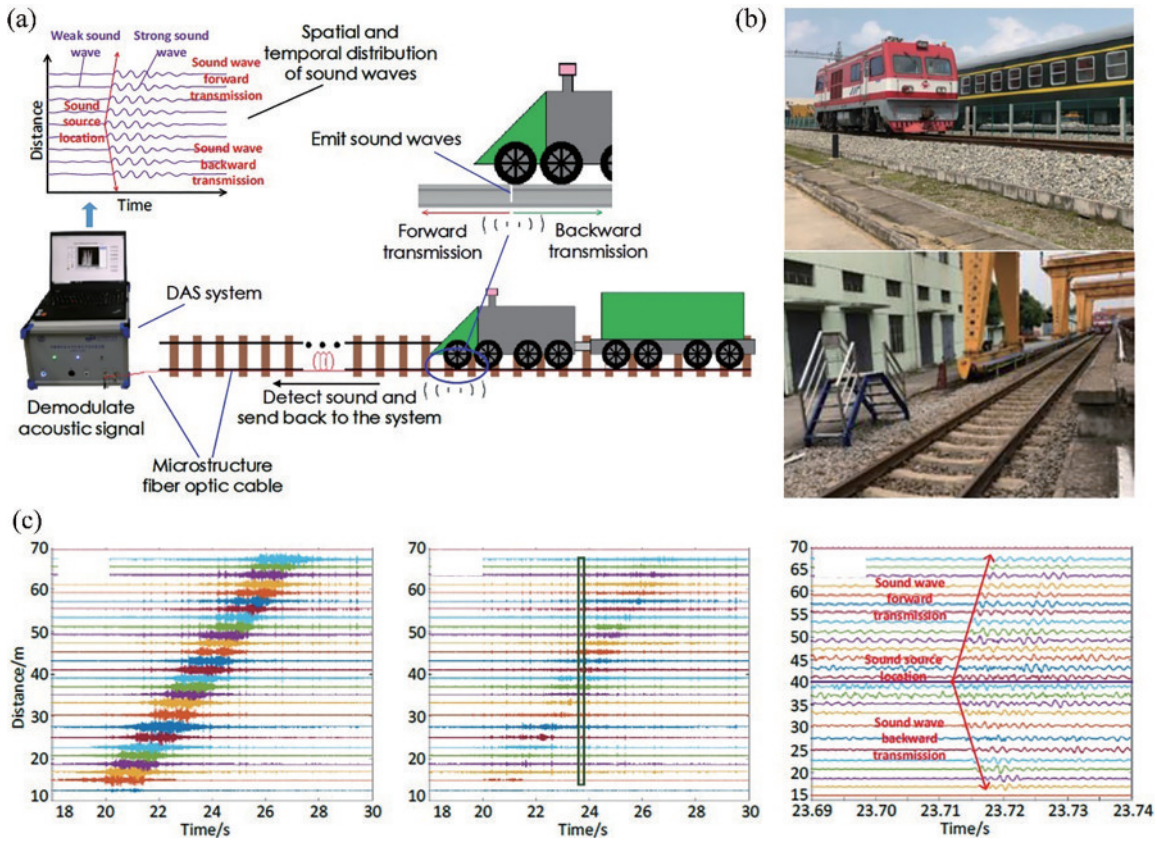 (a)
Weak sound
wave
Strong sound
wave
Sound wave
forward
transmission
Sound
source
location
Sound wave
backward
transmission
Distance
Time
Spatial and
temporal distribution
of sound waves
Emit sound waves
Forward
transmission
Backward
transmission
DAS system
Demodulate
acoustic signal
Detect sound and
send back to the system
Microstructure
fiber optic cable
(b)
(c)
70
60
50
40
30
20
10
Distance/m
18 20 22 24 26 28 30
Time/s
70
60
50
40
30
20
10
18 20 22 24 26 28 30
Time/s
70
65
60
55
50
45
40
35
30
25
20
15
Sound wave
forward
transmission
Sound source
location
Sound wave
backward
transmission
23.69 23.70 23.71 23.72 23.73 23.74
Time/s